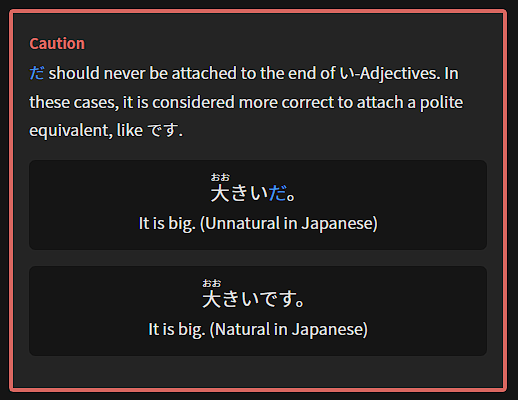 Caution
だ should never be attached to the end of い-Adjectives. In
these cases, it is considered more correct to attach a polite
equivalent, like です.
おお
大きいだ。
It is big. (Unnatural in Japanese)
おお
大きいです。
It is big. (Natural in Japanese)